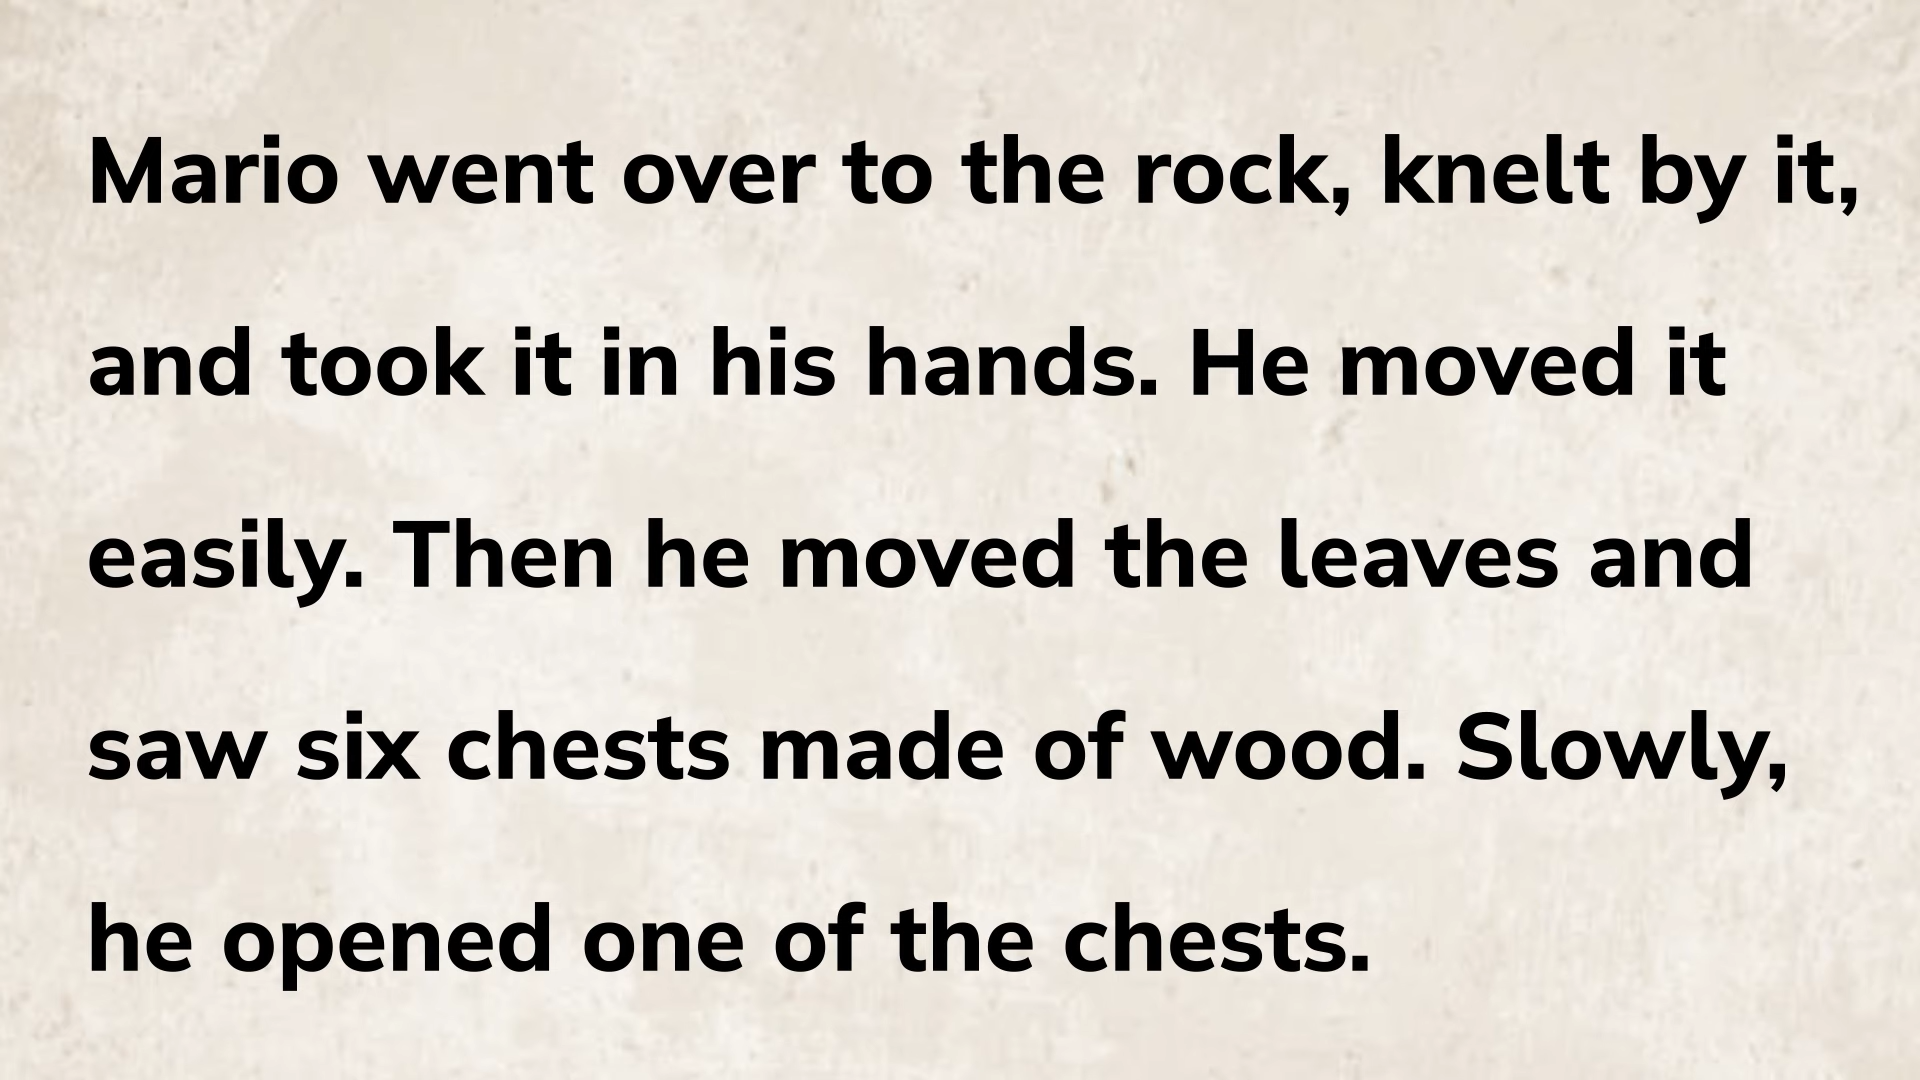 Mario went over to the rock, knelt by it,
and took it in his hands. He moved it
easily. Then he moved the leaves and
saw six chests made of wood. Slowly,
he opened one of the chests.